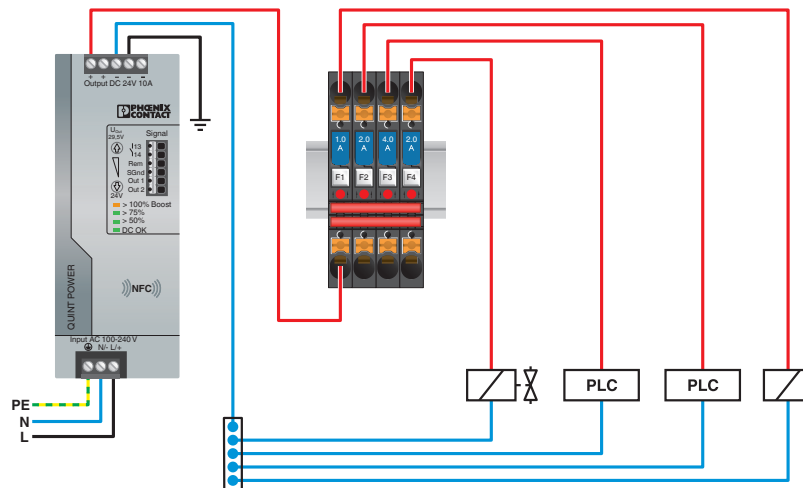 + + – – –
Output DC 24V 10A
PHŒNIX
CONTACT
UOut
29,5V
Signal
13
14
Rem
SGnd
Out 1
Out 2
24V
> 100% Boost
> 75%
> 50%
DC OK
QUINT POWER
NFC
Input AC 100-240 V
N/- L/+
PE
N
L
1.0 A
2.0 A
4.0 A
2.0 A
F1 F2 F3 F4
PLC
PLC